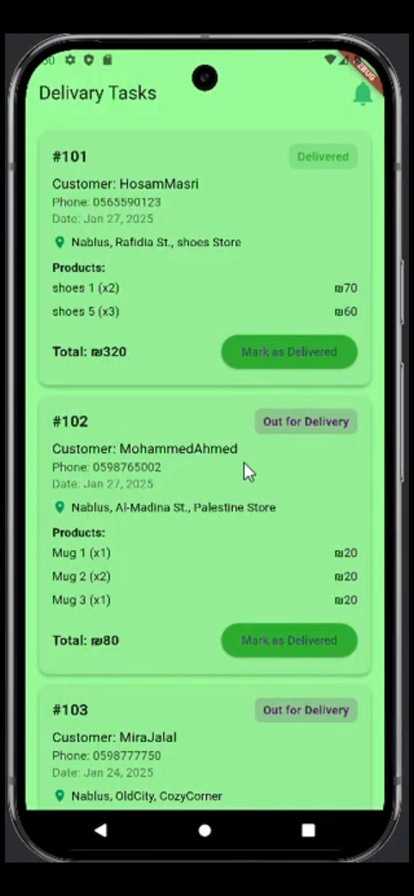 DEBUG
Delivary Tasks
#101 Delivered
Customer: HosamMasri
Phone: 0565590123
Date: Jan 27, 2025
Nablus, Rafidia St., shoes Store
Products:
shoes 1 (x2) ₪70
shoes 5 (x3) ₪60
Total: ₪320 Mark as Delivered
#102 Out for Delivery
Customer: MohammedAhmed
Phone: 0598765002
Date: Jan 27, 2025
Nablus, Al-Madina St., Palestine Store
Products:
Mug 1 (x1) ₪20
Mug 2 (x2) ₪20
Mug 3 (x1) ₪20
Total: ₪80 Mark as Delivered
#103 Out for Delivery
Customer: MiraJalal
Phone: 0598777750
Date: Jan 24, 2025
Nablus, OldCity, CozyCorner